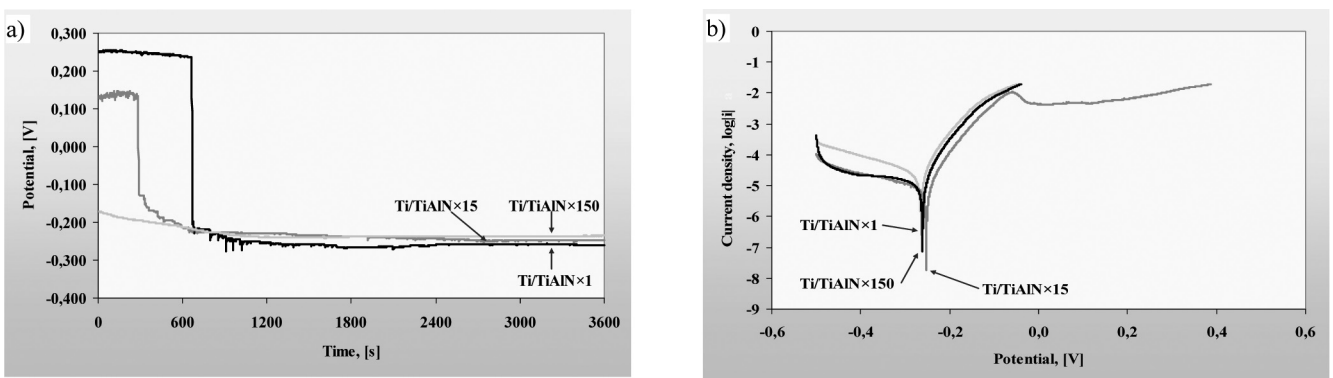 a)
0,300
0,200
0,100
0,000
-0,100
-0,200
-0,300
-0,400
Potential, [V]
Ti/TiAlN×15
Ti/TiAlN×150
Ti/TiAlN×1
0 600 1200 1800 2400 3000 3600
Time, [s]
b)
0
-1
-2
-3
-4
-5
-6
-7
-8
-9
Current density, log|i|
Ti/TiAlN×1
Ti/TiAlN×150
Ti/TiAlN×15
-0,6 -0,4 -0,2 0,0 0,2 0,4 0,6
Potential, [V]